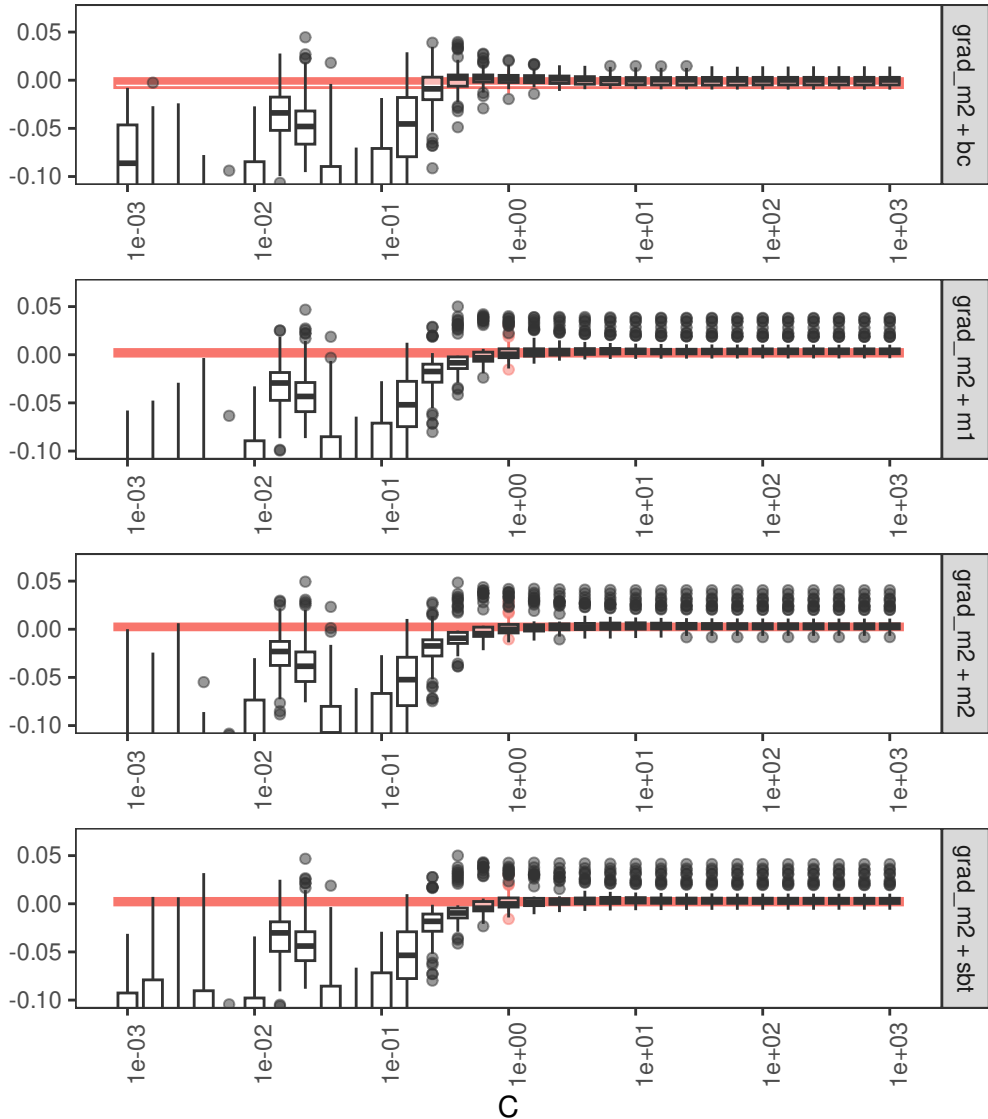 0.05
0.00
-0.05
-0.10
1e-03
1e-02
1e-01
1e+00
1e+01
1e+02
1e+03
grad_m2 + bc
0.05
0.00
-0.05
-0.10
1e-03
1e-02
1e-01
1e+00
1e+01
1e+02
1e+03
grad_m2 + m1
0.05
0.00
-0.05
-0.10
1e-03
1e-02
1e-01
1e+00
1e+01
1e+02
1e+03
grad_m2 + m2
0.05
0.00
-0.05
-0.10
1e-03
1e-02
1e-01
1e+00
1e+01
1e+02
1e+03
grad_m2 + sbt
C